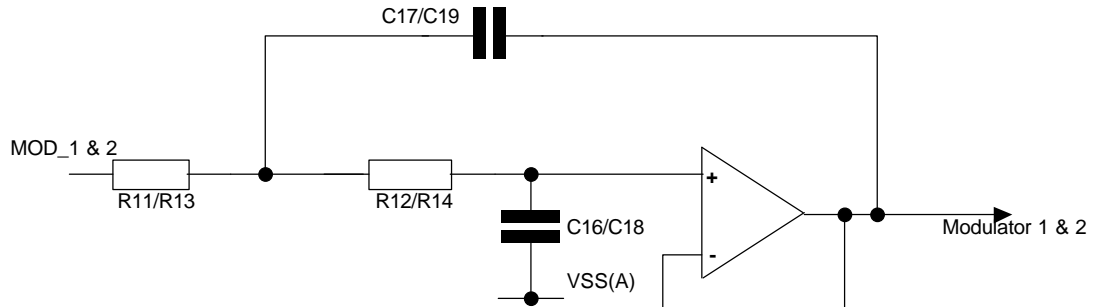 C17/C19
MOD_1 & 2
R11/R13
R12/R14
+
C16/C18
-
Modulator 1 & 2
VSS(A)